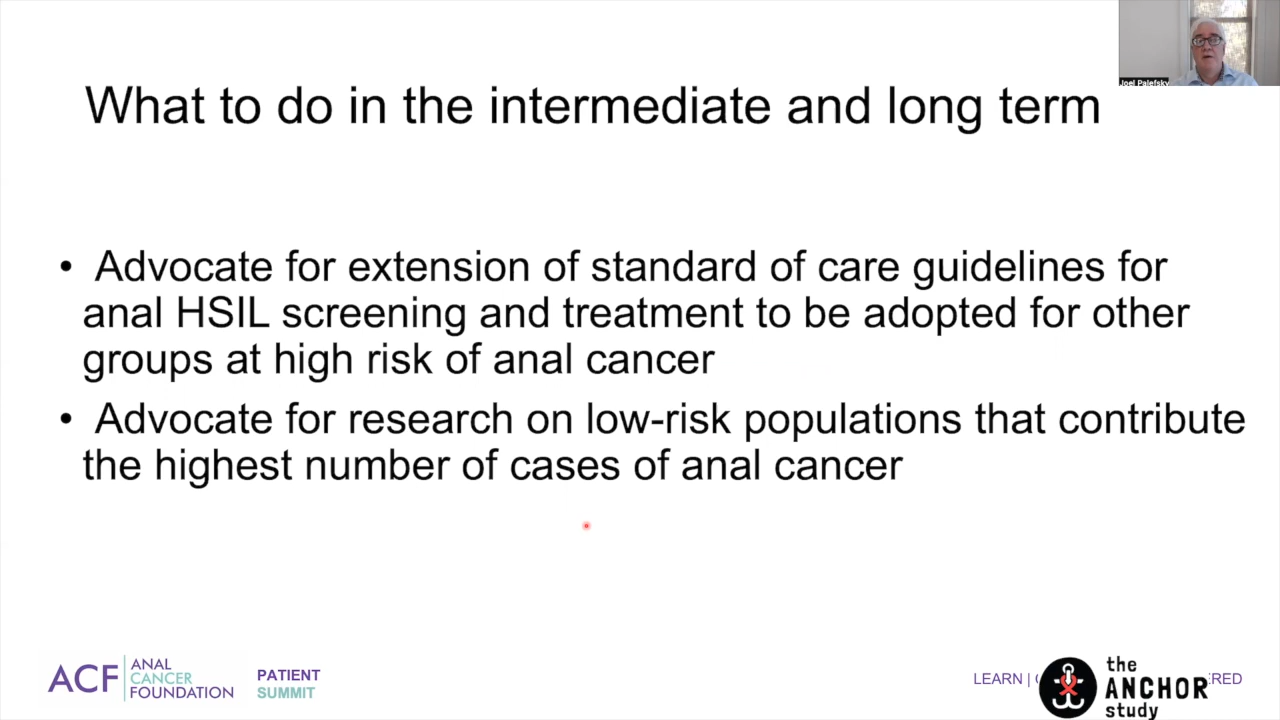 Joel Palefsky
What to do in the intermediate and long term
• Advocate for extension of standard of care guidelines for
anal HSIL screening and treatment to be adopted for other
groups at high risk of anal cancer
• Advocate for research on low-risk populations that contribute
the highest number of cases of anal cancer
ACF ANAL
CANCER
FOUNDATION
PATIENT
SUMMIT
LEARN |
ERED
the
ANCHOR
study